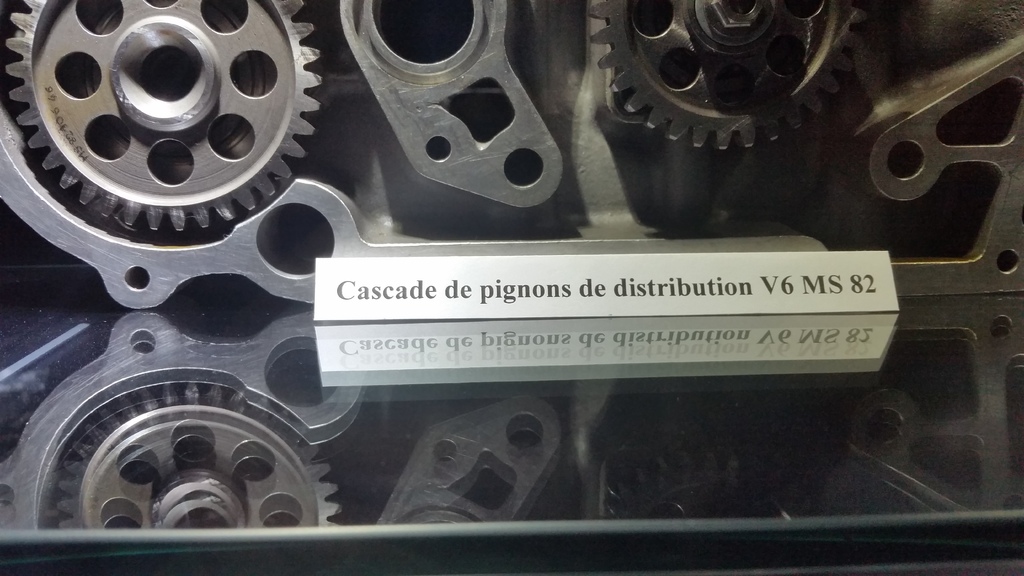 Cascade de pignons de distribution V6 MS 82